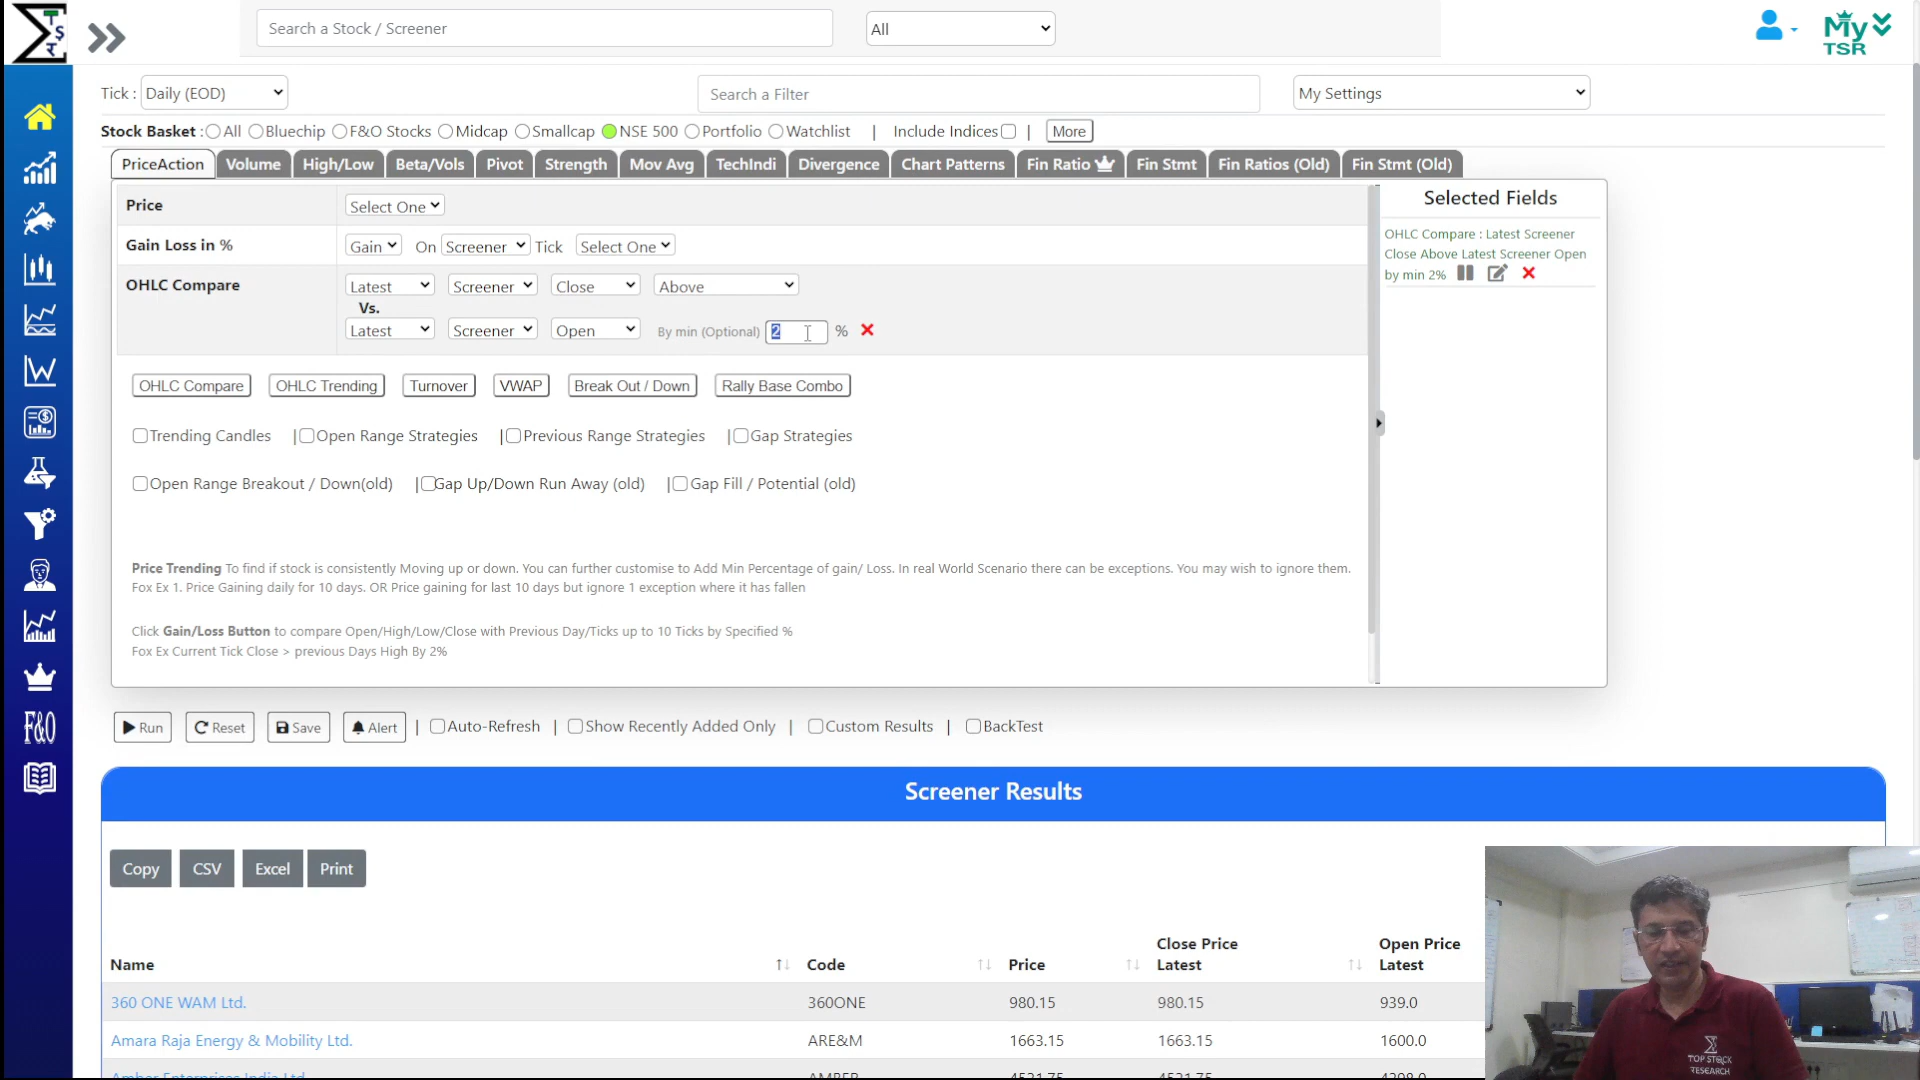 Search a Stock / Screener
All
My
TSR
Tick : Daily (EOD)
Search a Filter
My Settings
Stock Basket : All Bluechip F&O Stocks Midcap Smallcap NSE 500 Portfolio Watchlist | Include Indices | More
PriceAction Volume High/Low Beta/Vols Pivot Strength Mov Avg TechIndi Divergence Chart Patterns Fin Ratio Fin Stmt Fin Ratios (Old) Fin Stmt (Old)
Price Select One
Gain Loss in % Gain On Screener Tick Select One
OHLC Compare Latest Screener Close Above
Vs.
Latest Screener Open By min (Optional) 2 %
OHLC Compare OHLC Trending Turnover VWAP Break Out / Down Rally Base Combo
Trending Candles | Open Range Strategies | Previous Range Strategies | Gap Strategies
Open Range Breakout / Down(old) | Gap Up/Down Run Away (old) | Gap Fill / Potential (old)
Price Trending To find if stock is consistently Moving up or down. You can further customise to Add Min Percentage of gain/ Loss. In real World Scenario there can be exceptions. You may wish to ignore them.
Fox Ex 1. Price Gaining daily for 10 days. OR Price gaining for last 10 days but ignore 1 exception where it has fallen
Click Gain/Loss Button to compare Open/High/Low/Close with Previous Day/Ticks up to 10 Ticks by Specified %
Fox Ex Current Tick Close > previous Days High By 2%
Selected Fields
OHLC Compare : Latest Screener
Close Above Latest Screener Open
by min 2%
Run Reset Save Alert | Auto-Refresh | Show Recently Added Only | Custom Results | BackTest
Screener Results
Copy CSV Excel Print
Name Code Price Close Price Latest Open Price Latest
360 ONE WAM Ltd. 360ONE 980.15 980.15 939.0
Amara Raja Energy & Mobility Ltd. ARE&M 1663.15 1663.15 1600.0
Amber Enterprises India Ltd. AMBER 4521.75 4521.75
F&O
TOP STOCK
RESEARCH